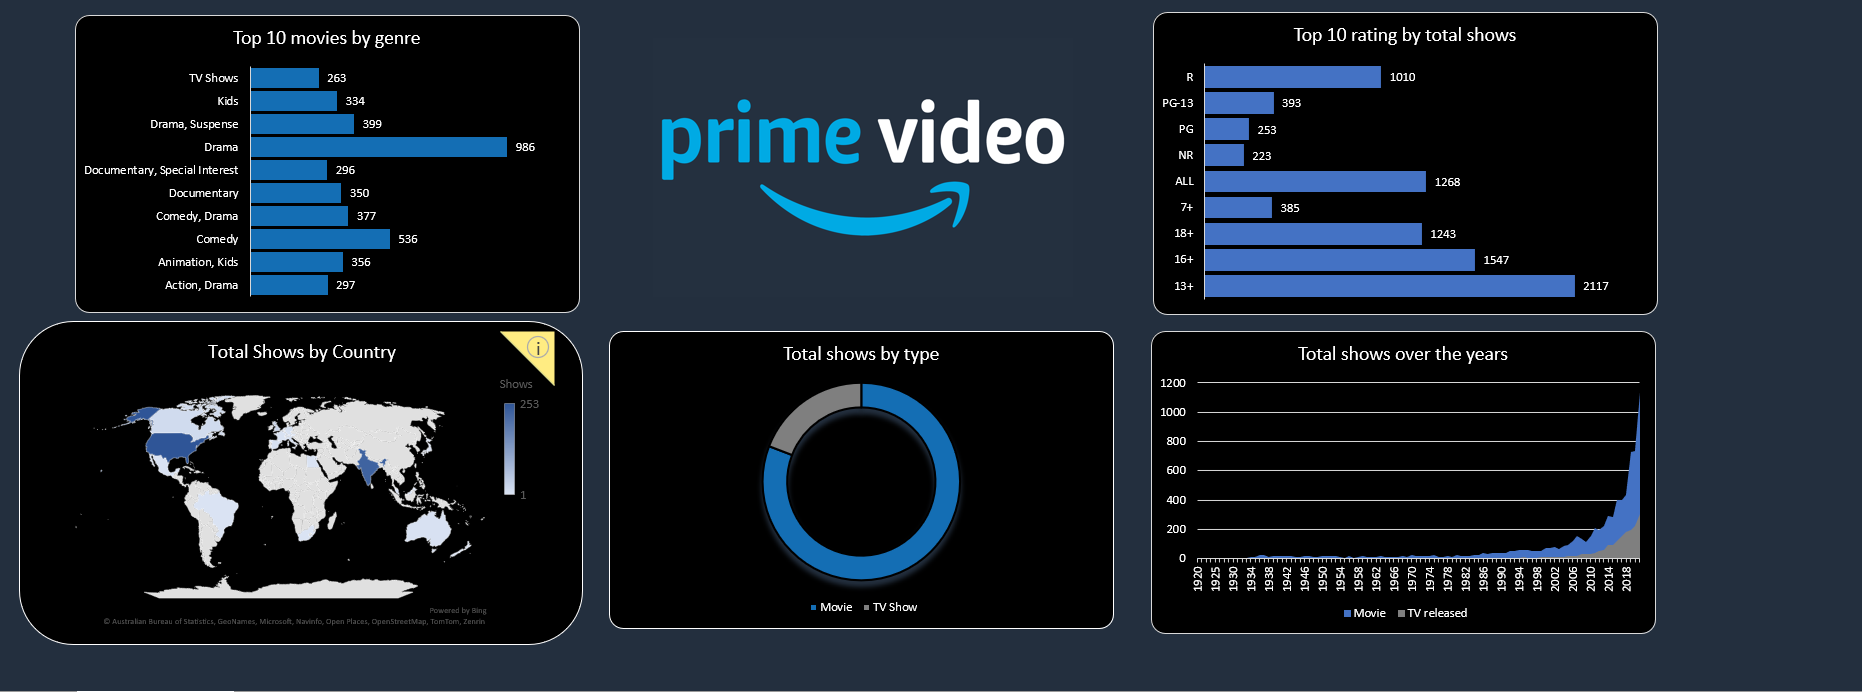 Top 10 movies by genre
TV Shows 263
Kids 334
Drama, Suspense 399
Drama 986
Documentary, Special Interest 296
Documentary 350
Comedy, Drama 377
Comedy 536
Animation, Kids 356
Action, Drama 297
prime video
Top 10 rating by total shows
R 1010
PG-13 393
PG 253
NR 223
ALL 1268
7+ 385
18+ 1243
16+ 1547
13+ 2117
Total Shows by Country
i
Shows
253
1
Powered by Bing
© Australian Bureau of Statistics, GeoNames, Microsoft, Navinfo, Open Places, OpenStreetMap, TomTom, Zenrin
Total shows by type
Movie TV Show
Total shows over the years
1200
1000
800
600
400
200
0
1920 1925 1930 1934 1938 1942 1946 1950 1954 1958 1962 1966 1970 1974 1978 1982 1986 1990 1994 1998 2002 2006 2010 2014 2018
Movie TV released